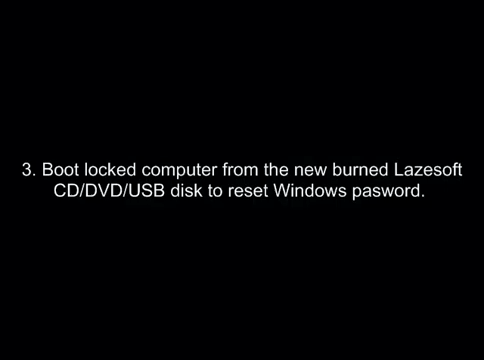 3. Boot locked computer from the new burned Lazesoft
CD/DVD/USB disk to reset Windows pasword.